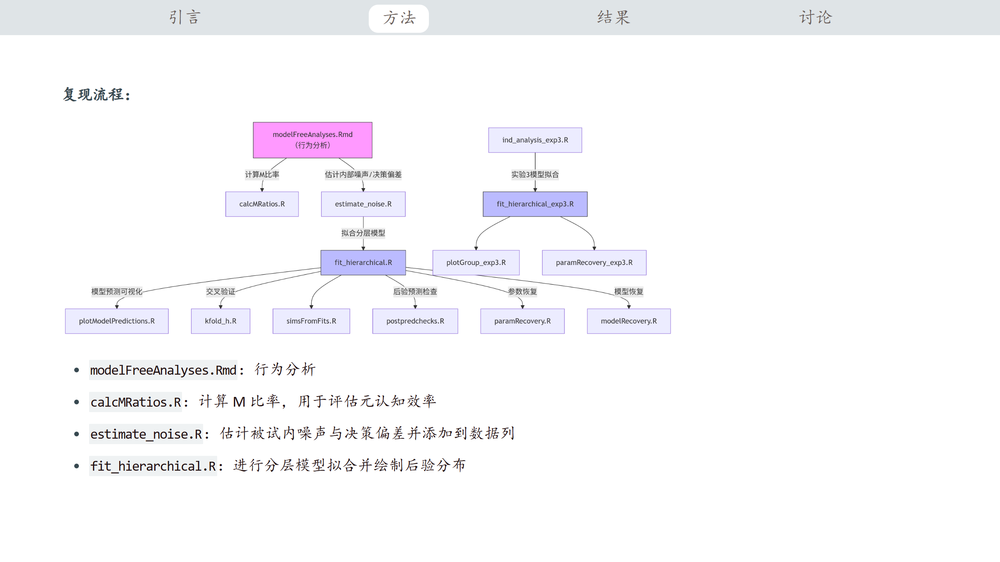 引言
方法
结果
讨论
复现流程：
modelFreeAnalyses.Rmd
（行为分析）
ind_analysis_exp3.R
计算M比率
估计内部噪声/决策偏差
实验3模型拟合
calcMRatios.R
estimate_noise.R
fit_hierarchical_exp3.R
拟合分层模型
fit_hierarchical.R
plotGroup_exp3.R
paramRecovery_exp3.R
模型预测可视化
交叉验证
后验预测检查
参数恢复
模型恢复
plotModelPredictions.R
kfold_h.R
simsFromFits.R
postpredchecks.R
paramRecovery.R
modelRecovery.R
modelFreeAnalyses.Rmd：行为分析
calcMRatios.R：计算 M 比率，用于评估元认知效率
estimate_noise.R：估计被试内噪声与决策偏差并添加到数据列
fit_hierarchical.R：进行分层模型拟合并绘制后验分布